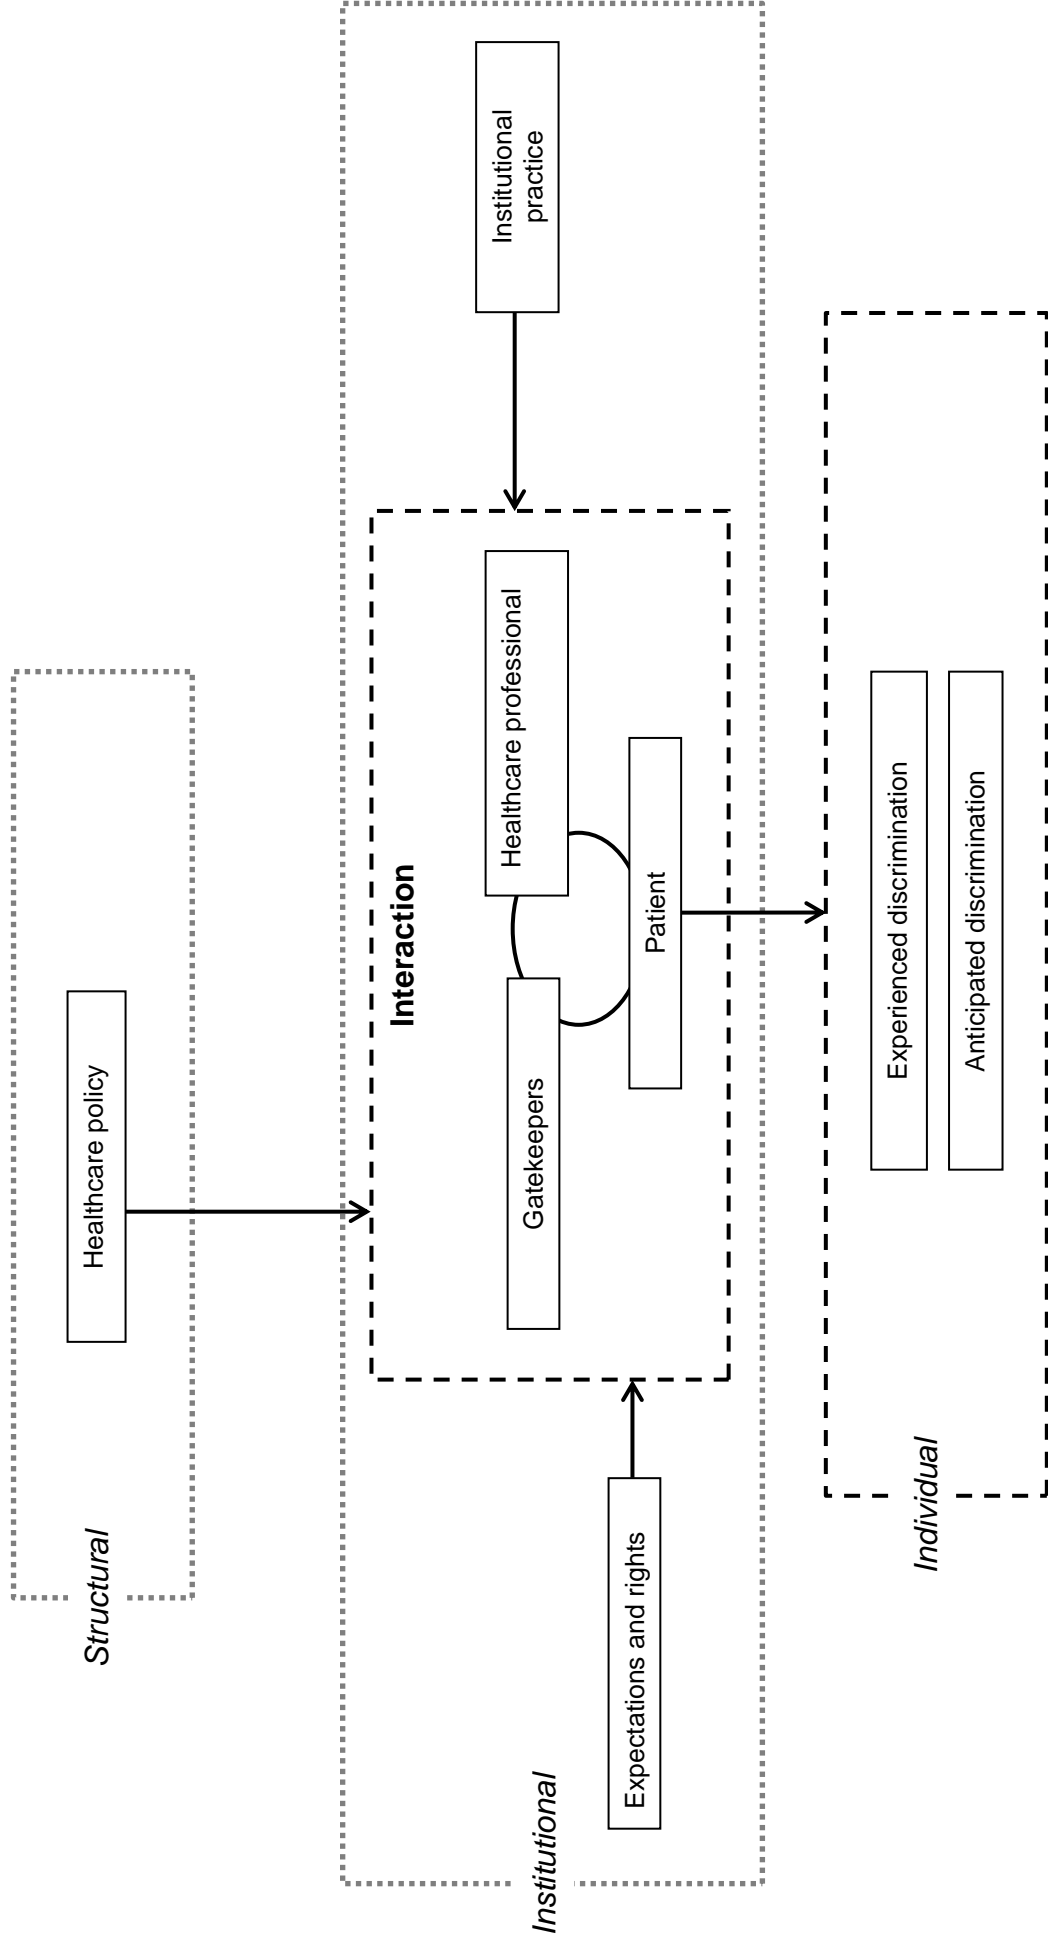 Structural
Healthcare policy
Institutional
Interaction
Expectations and rights
Gatekeepers
Healthcare professional
Patient
Institutional
practice
Individual
Experienced discrimination
Anticipated discrimination